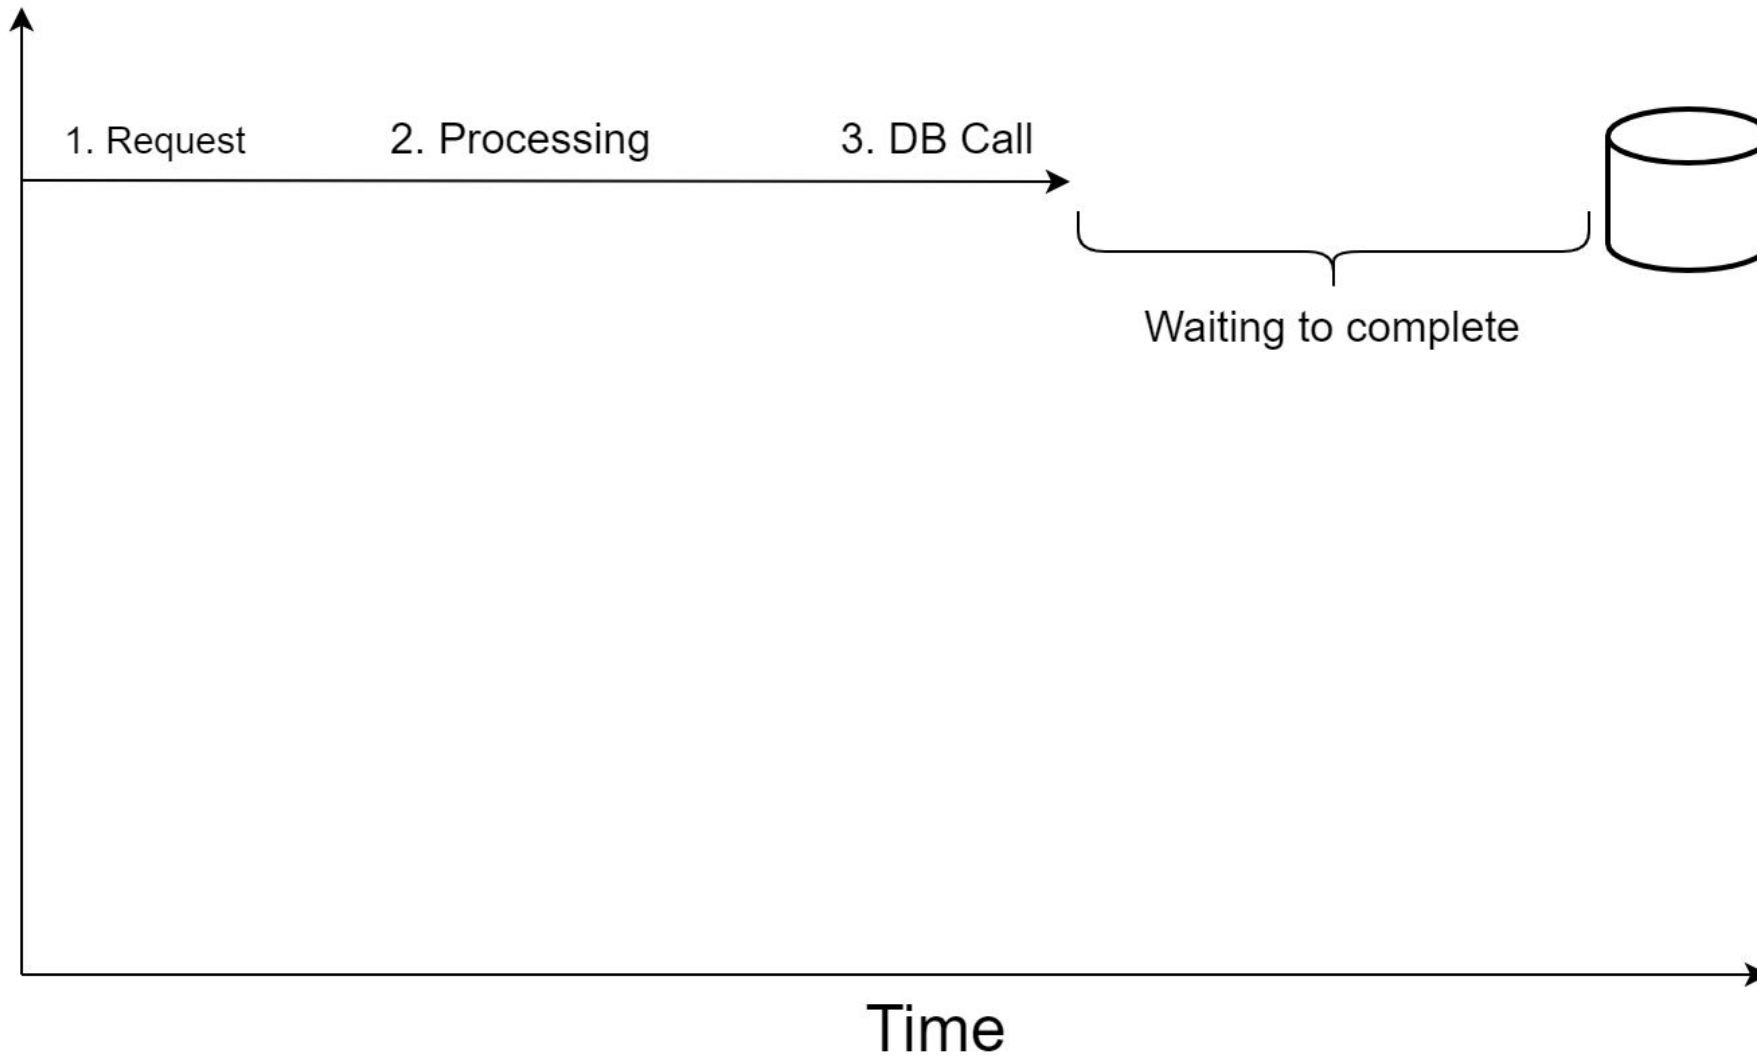 1. Request
2. Processing
3. DB Call
Waiting to complete
Time